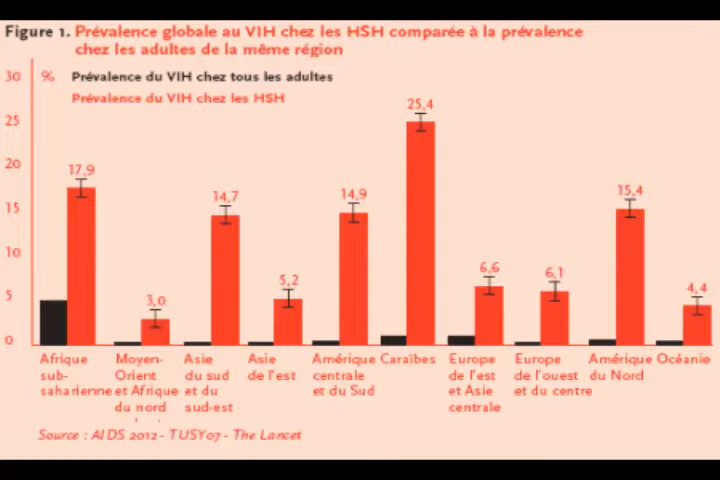 Figure 1. Prévalence globale au VIH chez les HSH comparée à la prévalence
chez les adultes de la même région
30 % Prévalence du VIH chez tous les adultes
Prévalence du VIH chez les HSH
25
20
15
10
5
0
17,9
3,0
14,7
5,2
14,9
25,4
6,6
6,1
15,4
4,4
Afrique
sub-
saharienne
Moyen-
Orient
et Afrique
du nord
Asie
du sud
et du
sud-est
Asie
de l'est
Amérique
centrale
et du Sud
Caraïbes
Europe
de l'est
et Asie
centrale
Europe
de l'ouest
et du centre
Amérique
du Nord
Océanie
Source : AIDS 2012 - TUSY07 - The Lancet